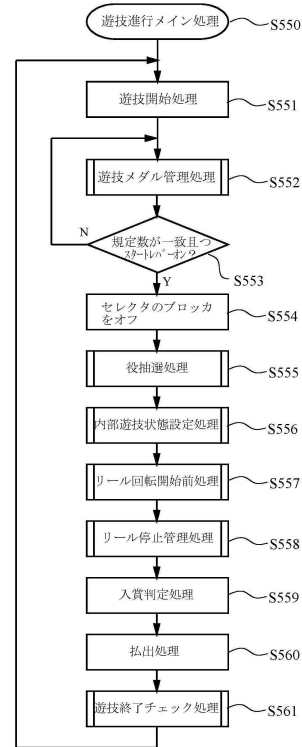 遊技進行メイン処理
S550
遊技開始処理
S551
遊技メダル管理処理
S552
N
規定数が一致且つ
スタートレバーオン？
S553
Y
セレクタのブロッカ
をオフ
S554
役抽選処理
S555
内部遊技状態設定処理
S556
リール回転開始前処理
S557
リール停止管理処理
S558
入賞判定処理
S559
払出処理
S560
遊技終了チェック処理
S561